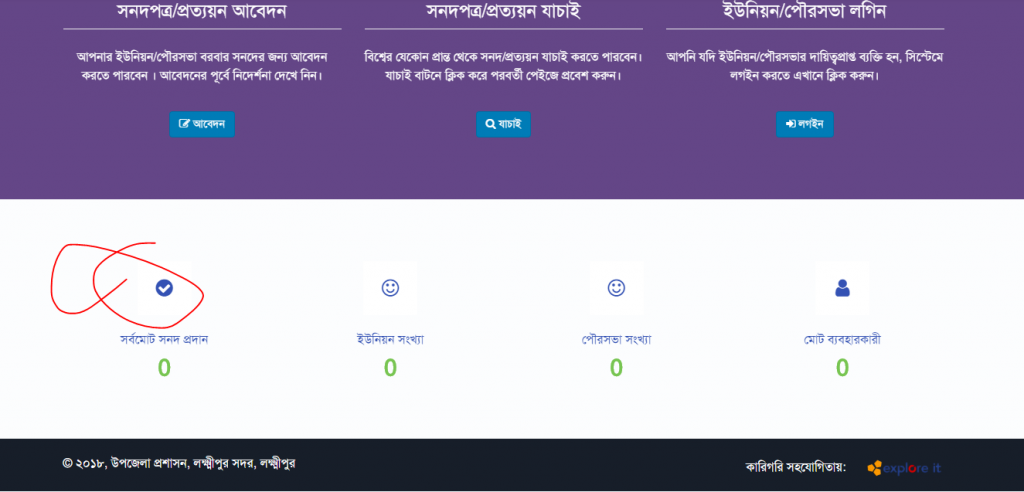 সনদপত্র/প্রত্যয়ন আবেদন
সনদপত্র/প্রত্যয়ন যাচাই
ইউনিয়ন/পৌরসভা লগিন
আপনার ইউনিয়ন/পৌরসভা বরবার সনদের জন্য আবেদন
করতে পারবেন । আবেদনের পূর্বে নিদের্শনা দেখে নিন।
বিশ্বের যেকোন প্রান্ত থেকে সনদ/প্রত্যয়ন যাচাই করতে পারবেন।
যাচাই বাটনে ক্লিক করে পরবর্তী পেইজে প্রবেশ করুন।
আপনি যদি ইউনিয়ন/পৌরসভার দায়িত্বপ্রাপ্ত ব্যক্তি হন, সিস্টেমে
লগইন করতে এখানে ক্লিক করুন।
আবেদন
যাচাই
লগইন
সর্বমোট সনদ প্রদান
0
ইউনিয়ন সংখ্যা
0
পৌরসভা সংখ্যা
0
মোট ব্যবহারকারী
0
© ২০১৮, উপজেলা প্রশাসন, লক্ষ্মীপুর সদর, লক্ষ্মীপুর
কারিগরি সহযোগিতায়:
explore it